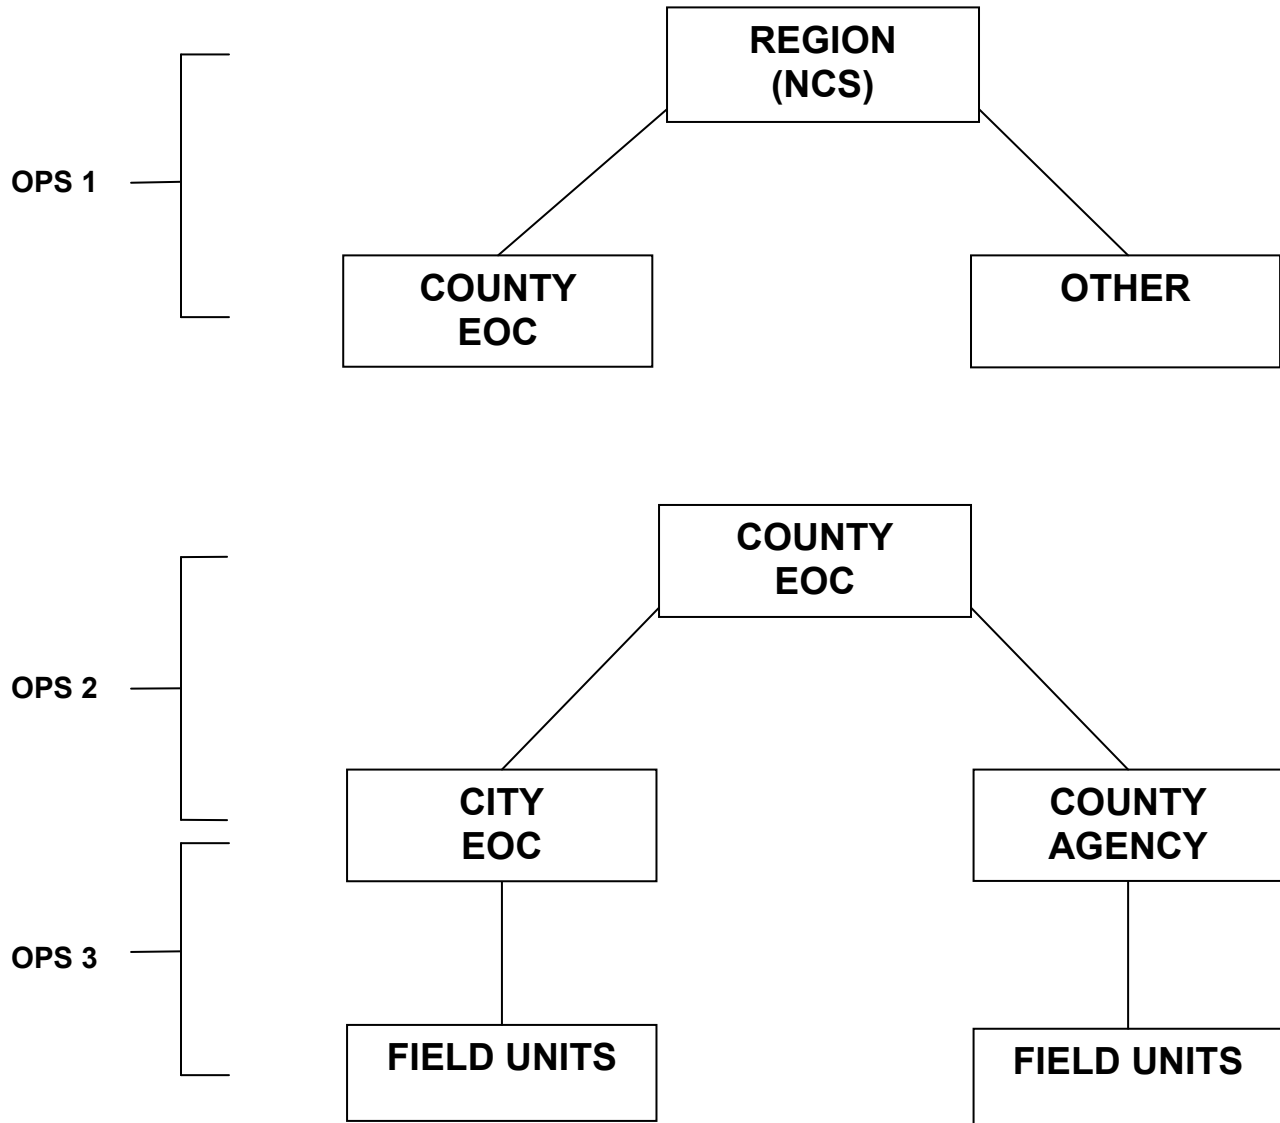 REGION
(NCS)
OPS 1
COUNTY
EOC
OTHER
COUNTY
EOC
OPS 2
CITY
EOC
COUNTY
AGENCY
OPS 3
FIELD UNITS
FIELD UNITS